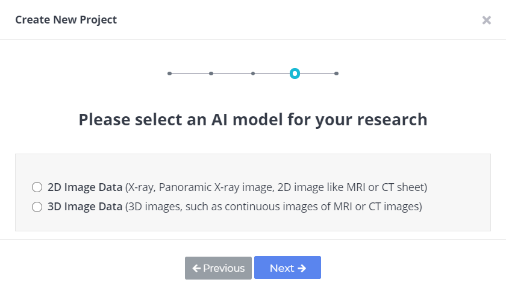 Create New Project
Please select an AI model for your research
2D Image Data (X-ray, Panoramic X-ray image, 2D image like MRI or CT sheet)
3D Image Data (3D images, such as continuous images of MRI or CT images)
← Previous
Next →